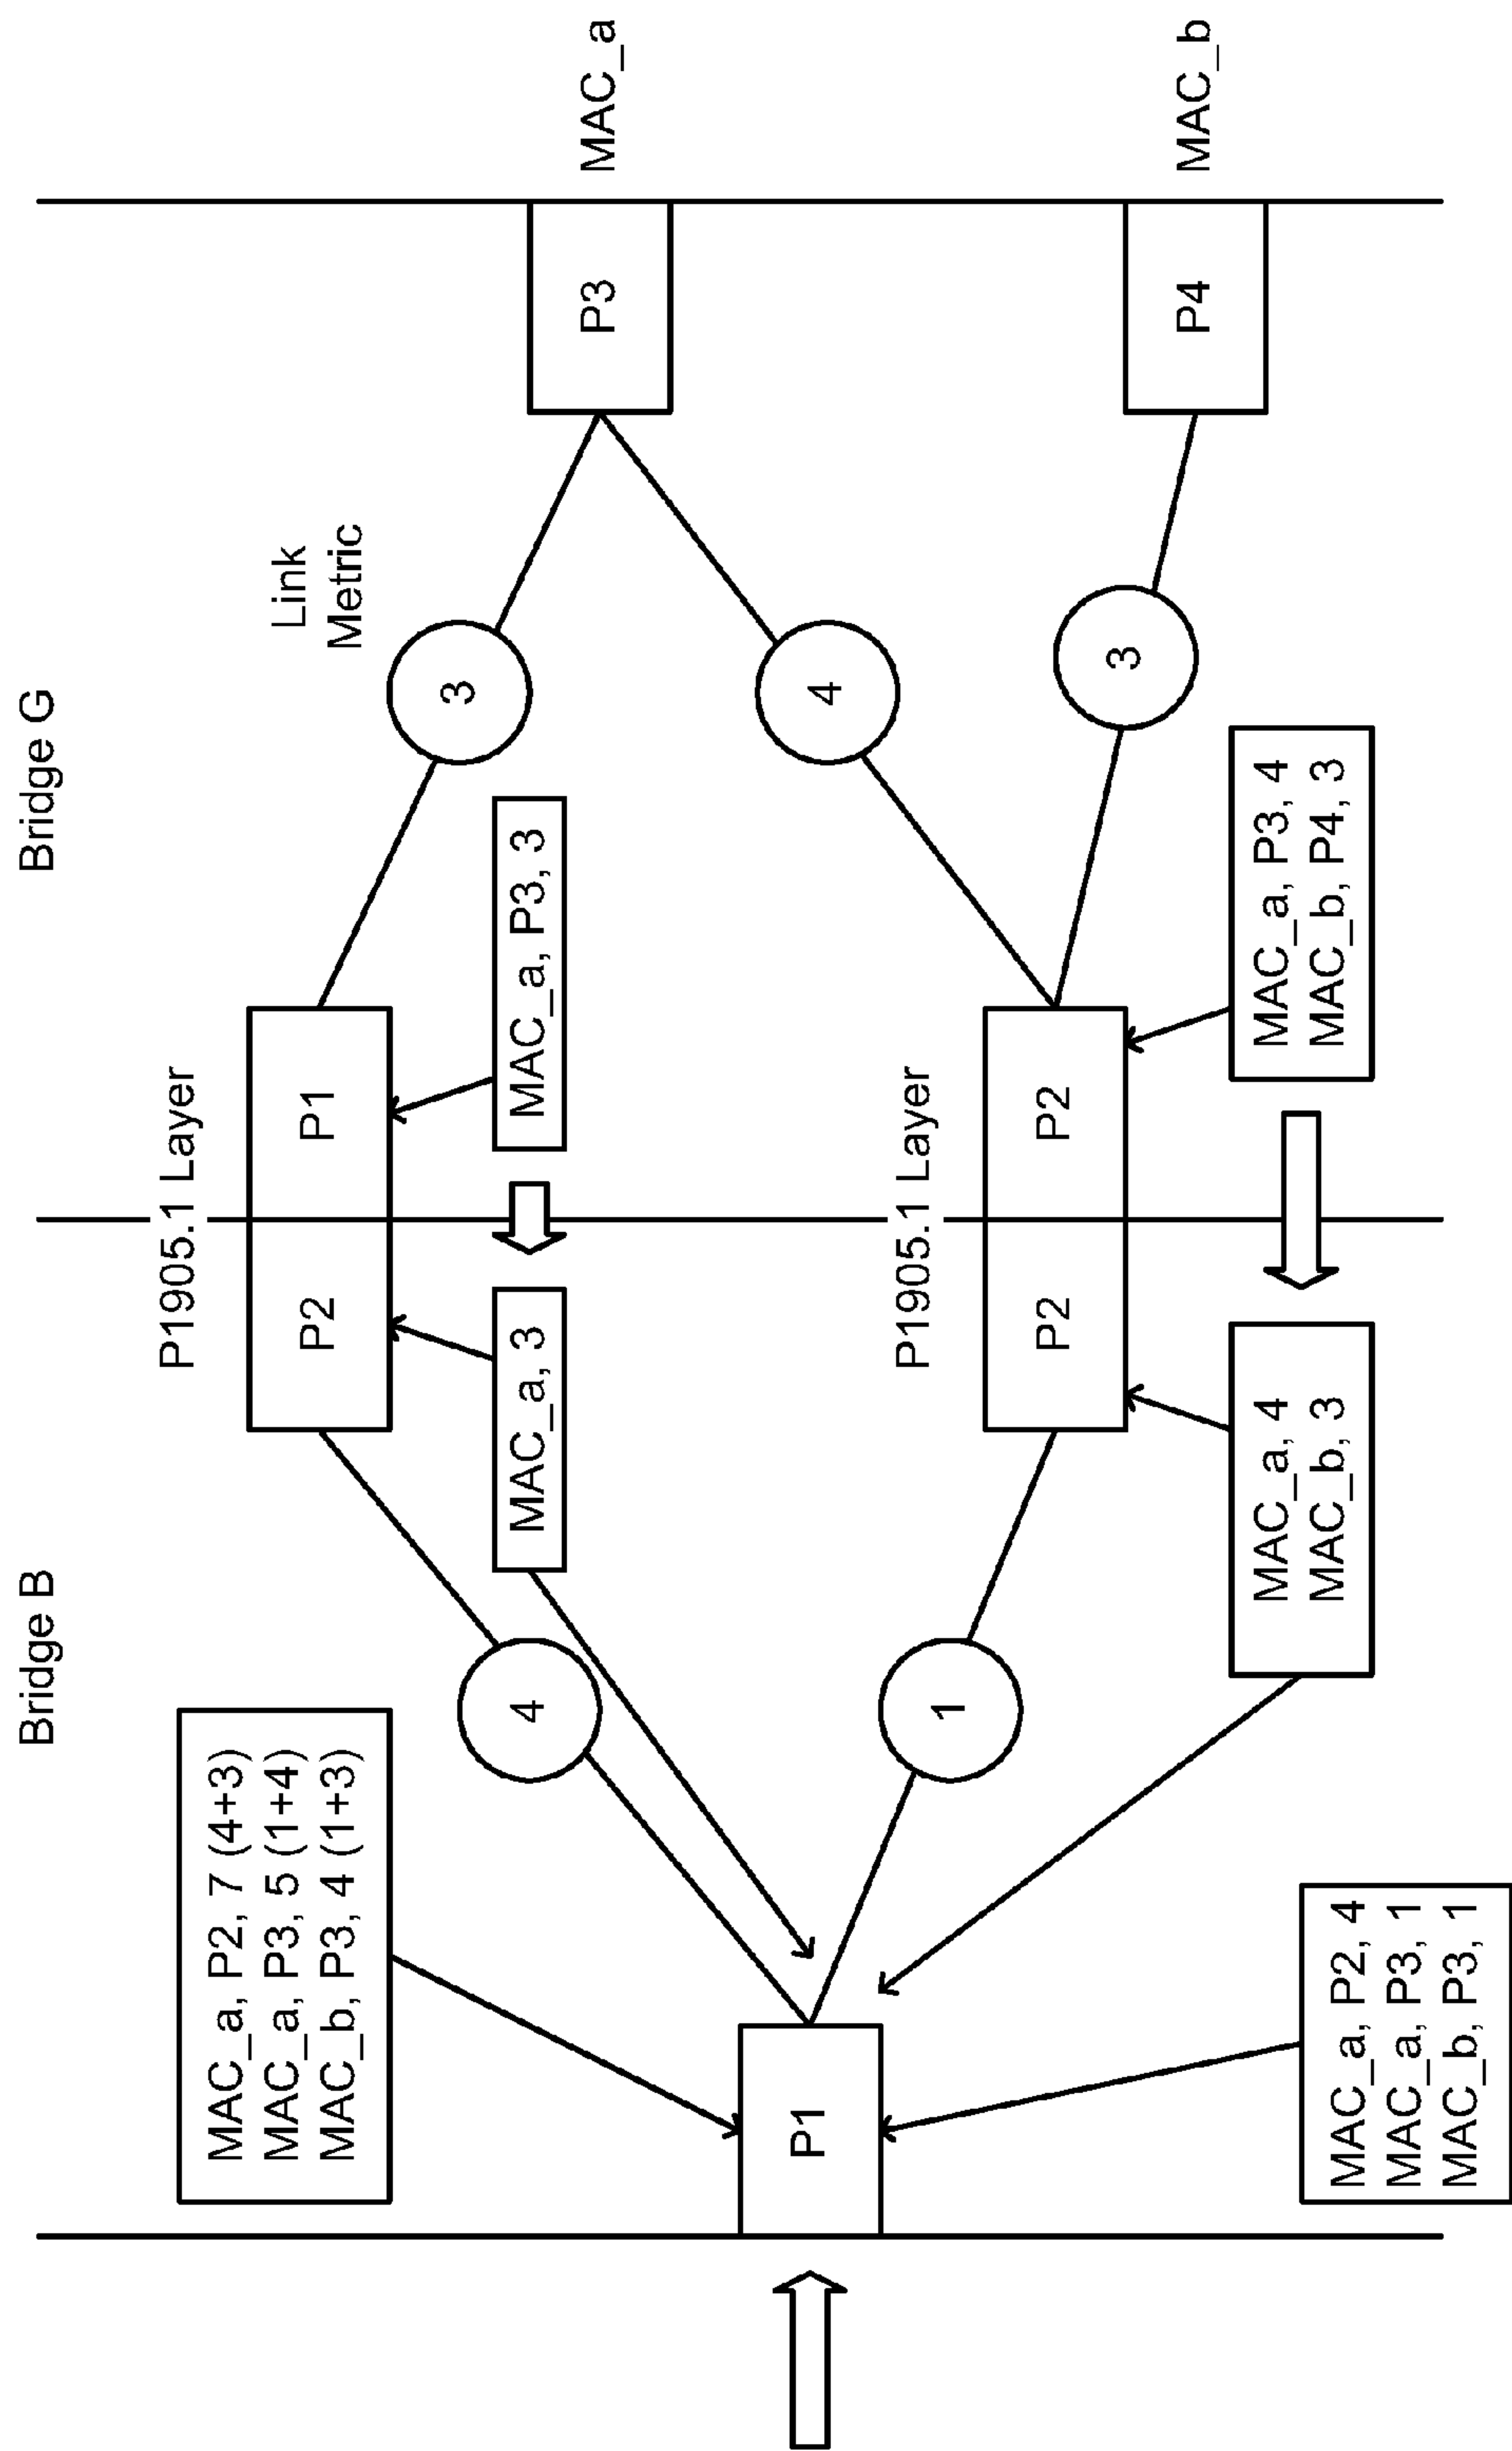 Bridge B
Bridge G
MAC_a, P2, 7 (4+3)
MAC_a, P3, 5 (1+4)
MAC_b, P3, 4 (1+3)
P1905.1 Layer
P2
P1
Link
Metric
3
4
MAC_a, 3
MAC_a, P3, 3
P3
MAC_a
P1
4
1
P1905.1 Layer
P2
P2
3
P4
MAC_b
MAC_a, P2, 4
MAC_a, P3, 1
MAC_b, P3, 1
MAC_a, 4
MAC_b, 3
MAC_a, P3, 4
MAC_b, P4, 3